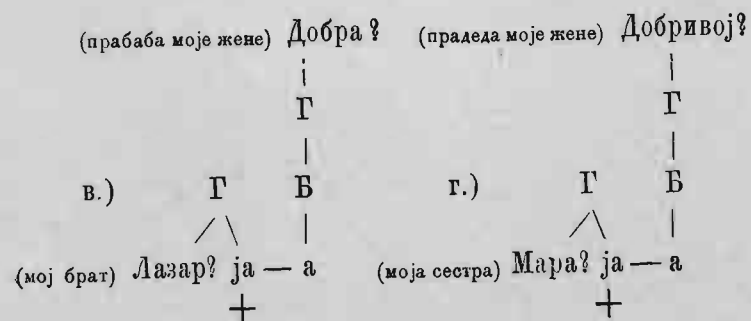 (прабаба моје жене) Добра? (прадеда моје жене) Добривој?
Г Г
в.) Г Б г.) Г Б
(мој брат) Лазар? ја — а (моја сестра) Мара? ја — а
+ +